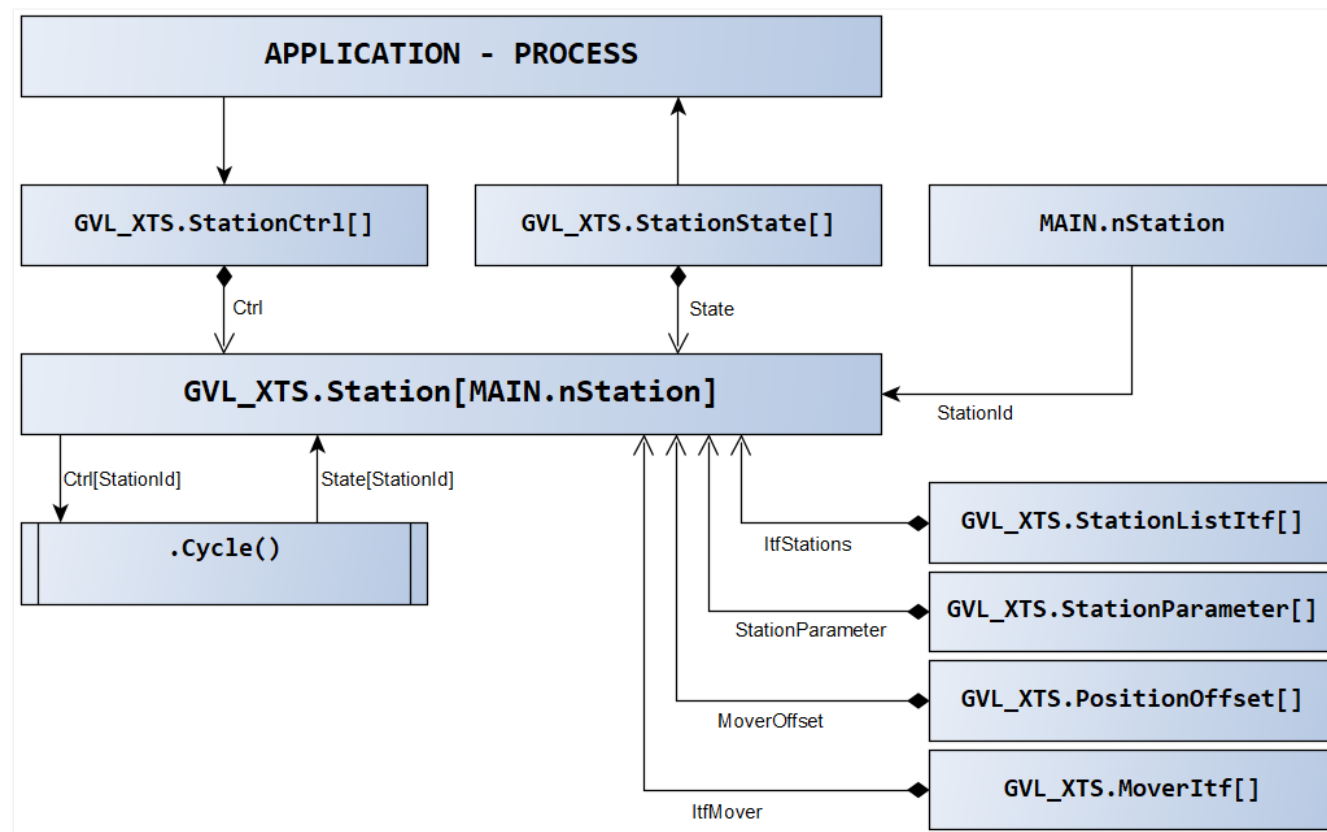 APPLICATION - PROCESS
GVL_XTS.StationCtrl[]
GVL_XTS.StationState[]
MAIN.nStation
Ctrl
State
GVL_XTS.Station[MAIN.nStation]
StationId
Ctrl[StationId]
State[StationId]
.Cycle()
GVL_XTS.StationListItf[]
ItfStations
GVL_XTS.StationParameter[]
StationParameter
GVL_XTS.PositionOffset[]
MoverOffset
GVL_XTS.MoverItf[]
ItfMover